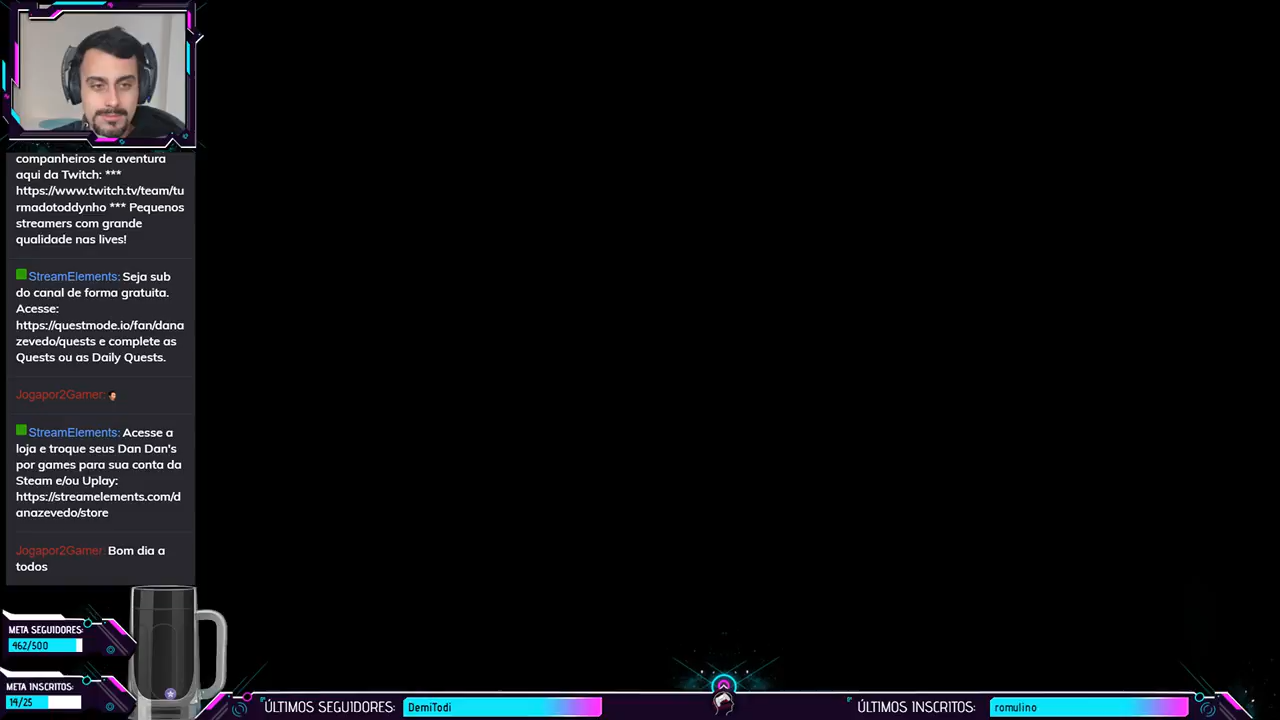 companheiros de aventura
aqui da Twitch: ***
https://www.twitch.tv/team/tu
rmadotoddynho *** Pequenos
streamers com grande
qualidade nas lives!
StreamElements: Seja sub
do canal de forma gratuita.
Acesse:
https://questmode.io/fan/dana
zevedo/quests e complete as
Quests ou as Daily Quests.
Jogapor2Gamer:
StreamElements: Acesse a
loja e troque seus Dan Dan's
por games para sua conta da
Steam e/ou Uplay:
https://streamelements.com/d
anazevedo/store
Jogapor2Gamer: Bom dia a
todos
META SEGUIDORES:
462/500
META INSCRITOS:
14/25
ÚLTIMOS SEGUIDORES: DemiTodi
ÚLTIMOS INSCRITOS: romulino